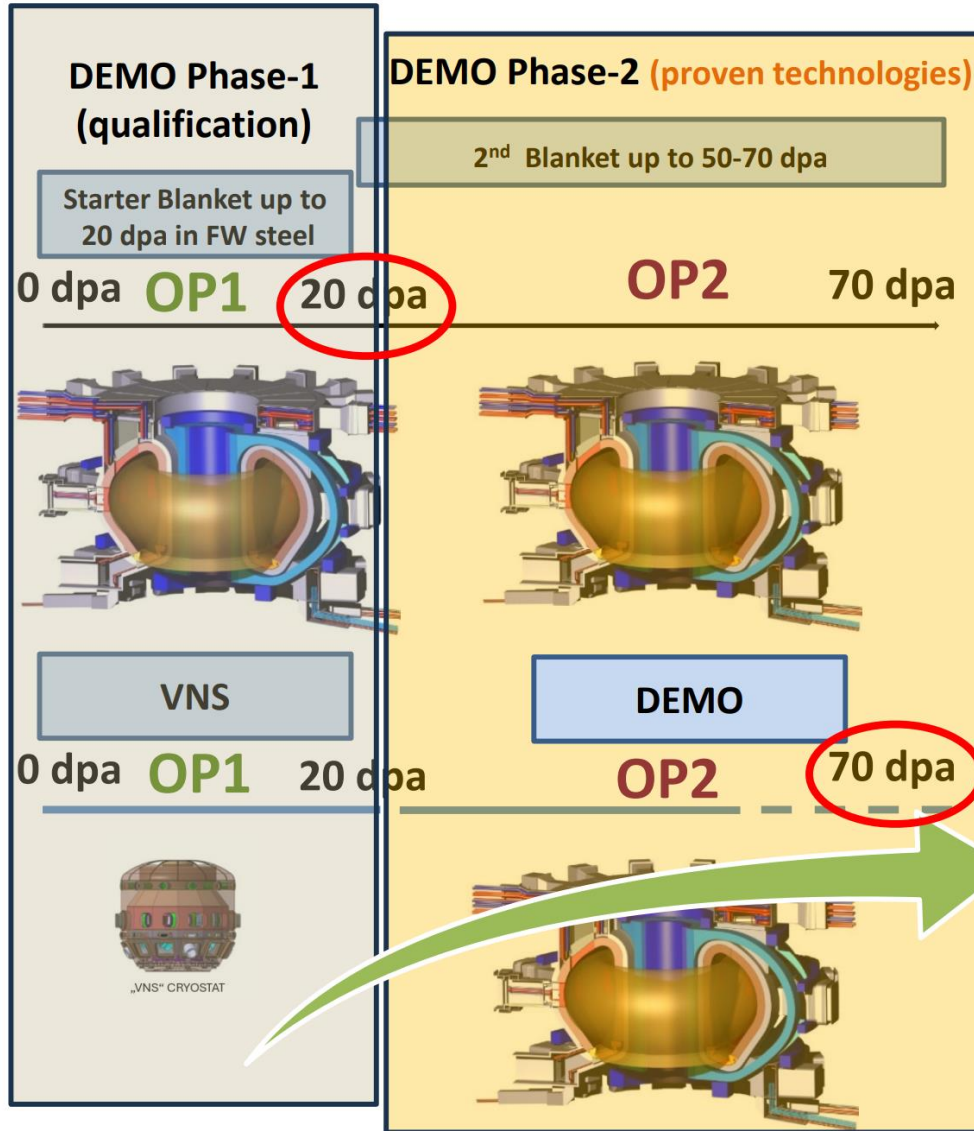 DEMO Phase-1
(qualification)
DEMO Phase-2 (proven technologies)
2nd Blanket up to 50-70 dpa
Starter Blanket up to
20 dpa in FW steel
0 dpa OP1 20 dpa
OP2 70 dpa
VNS
DEMO
0 dpa OP1 20 dpa
OP2 70 dpa
„VNS“ CRYOSTAT